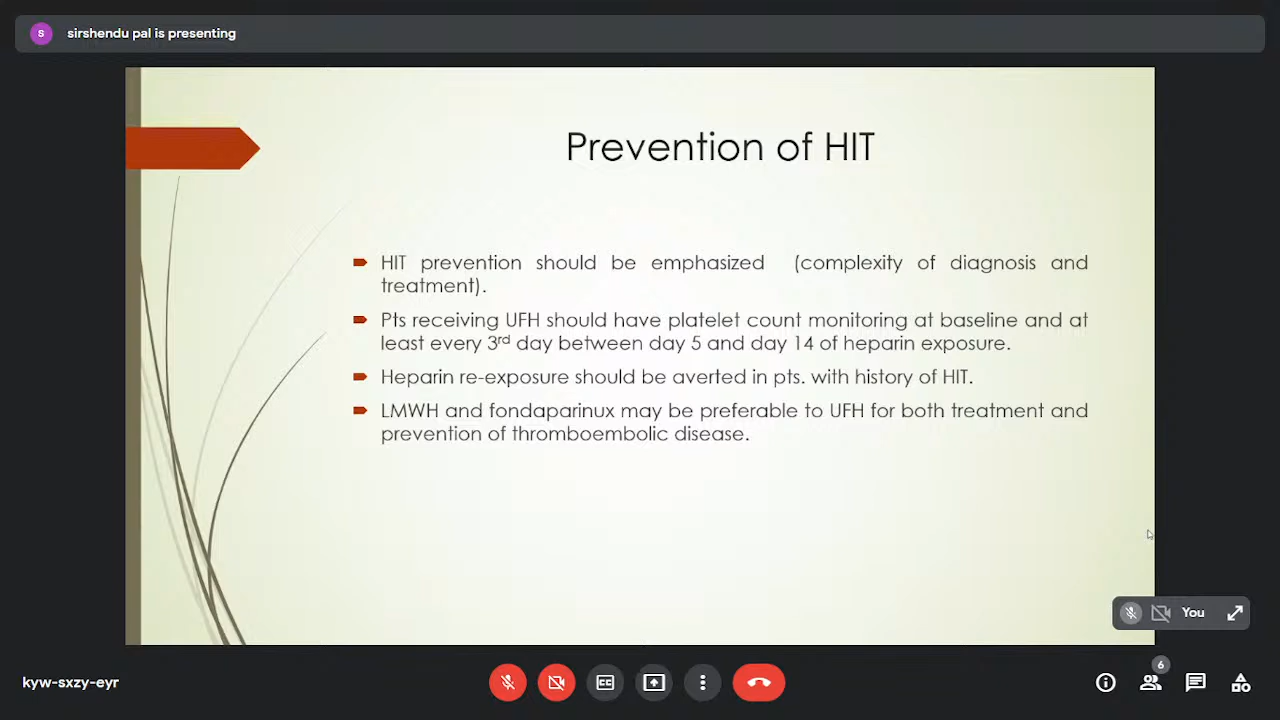 S
sirshendu pal is presenting
Prevention of HIT
HIT prevention should be emphasized (complexity of diagnosis and
treatment).
Pts receiving UFH should have platelet count monitoring at baseline and at
least every 3rd day between day 5 and day 14 of heparin exposure.
Heparin re-exposure should be averted in pts. with history of HIT.
LMWH and fondaparinux may be preferable to UFH for both treatment and
prevention of thromboembolic disease.
You
kyw-sxzy-eyr
CC
6